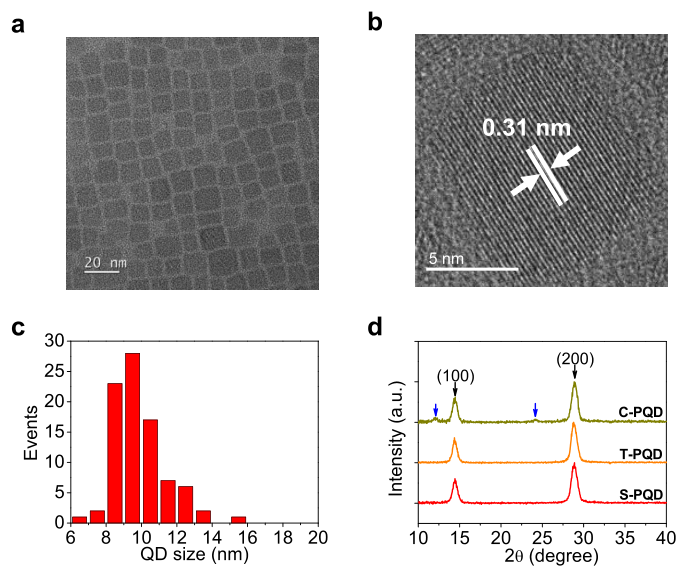 a
20 nm
b
0.31 nm
5 nm
c
30
25
20
15
10
5
0
6 8 10 12 14 16 18 20
Events
QD size (nm)
d
(100)
(200)
C-PQD
T-PQD
S-PQD
Intensity (a.u.)
10 15 20 25 30 35 40
2θ (degree)